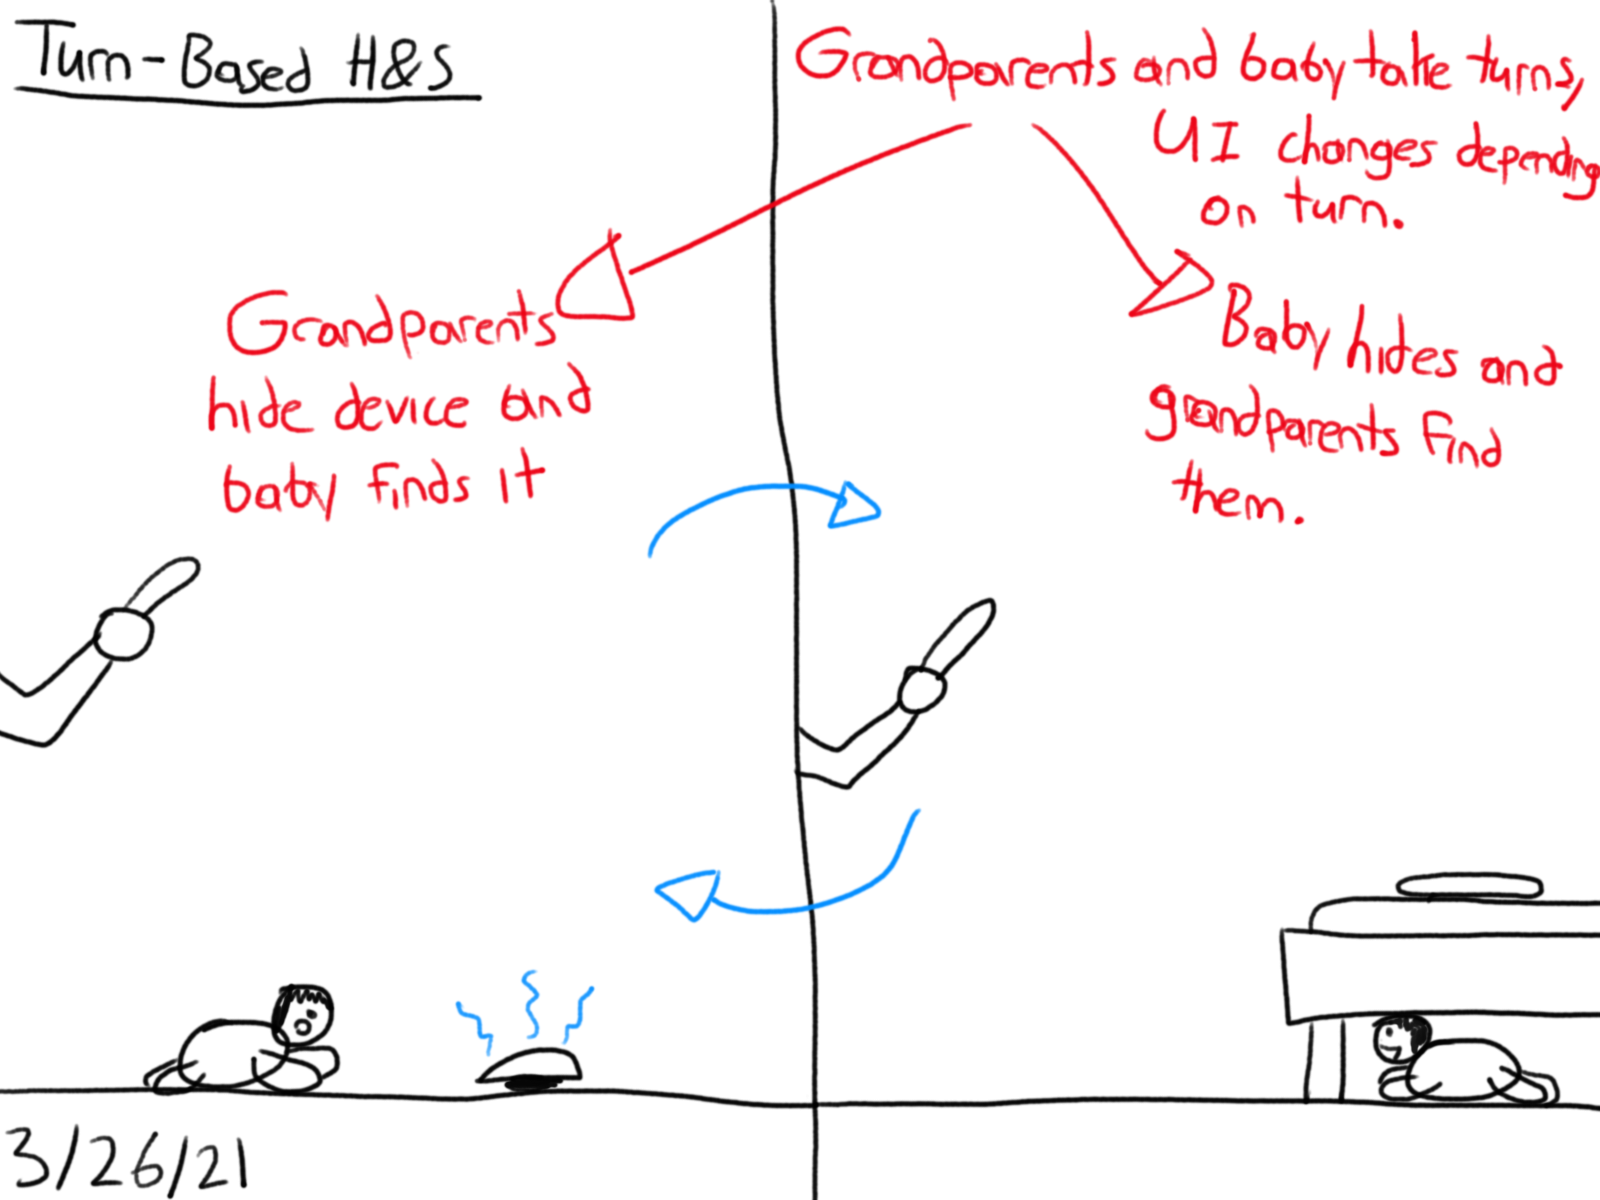 Turn-Based H&S
Grandparents and baby take turns,
UI changes depending
on turn.
Grandparents
hide device and
baby finds it
Baby hides and
grandparents find
them.
3/26/21